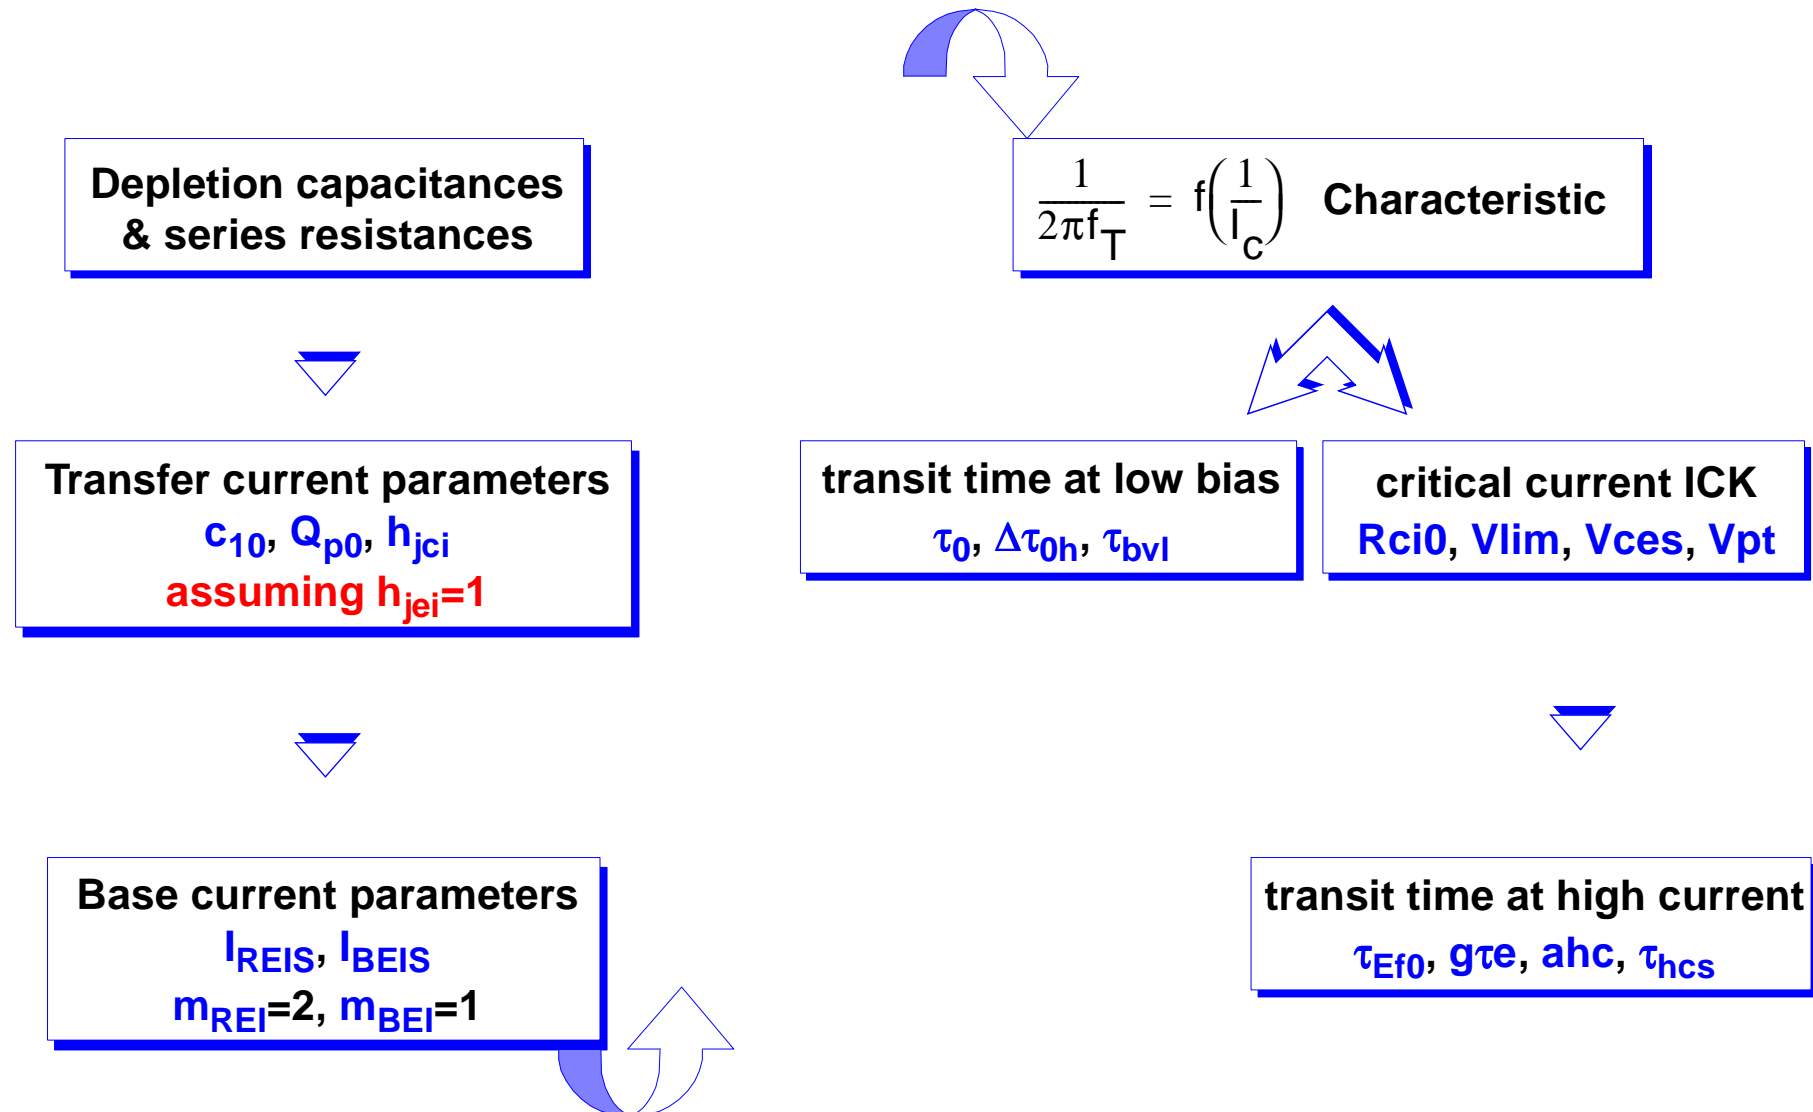 Depletion capacitances
& series resistances
Transfer current parameters
c10, Qp0, hjci
assuming hjei=1
Base current parameters
IREIS, IBEIS
mREI=2, mBEI=1
1/(2πfT) = f(1/Ic) Characteristic
transit time at low bias
τ0, Δτ0h, τbvl
critical current ICK
Rci0, Vlim, Vces, Vpt
transit time at high current
τEf0, gτe, ahc, τhcs